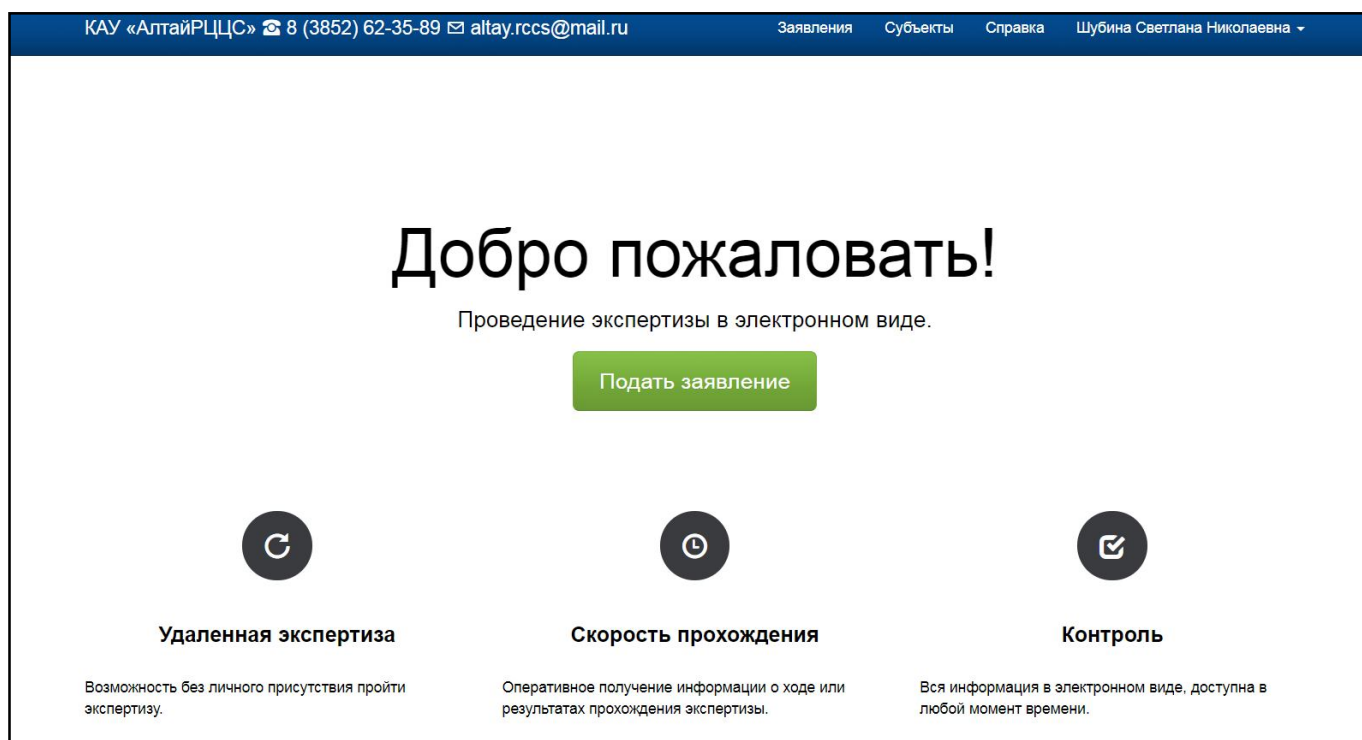 КАУ «АлтайРЦЦС» ☎ 8 (3852) 62-35-89 ✉ altay.rccs@mail.ru Заявления Субъекты Справка Шубина Светлана Николаевна
Добро пожаловать!
Проведение экспертизы в электронном виде.
Подать заявление
Удаленная экспертиза
Возможность без личного присутствия пройти
экспертизу.
Скорость прохождения
Оперативное получение информации о ходе или
результатах прохождения экспертизы.
Контроль
Вся информация в электронном виде, доступна в
любой момент времени.